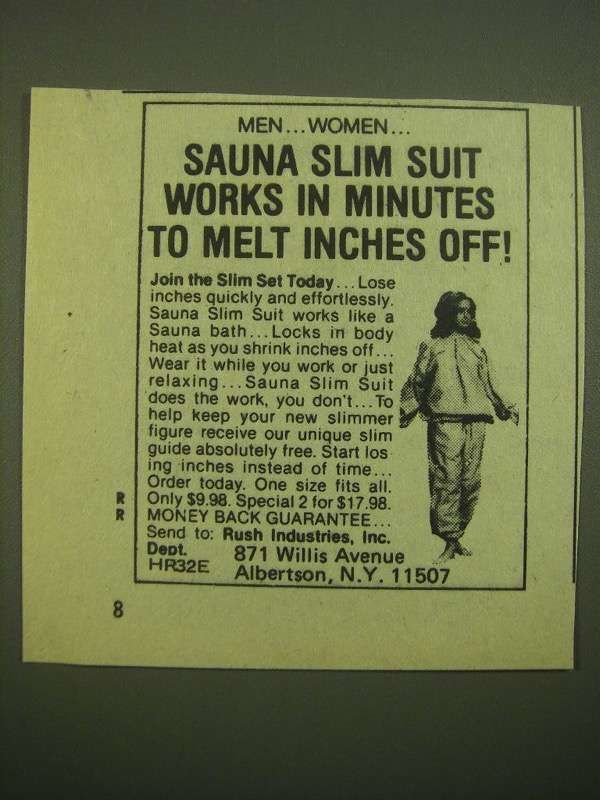 MEN...WOMEN...
SAUNA SLIM SUIT
WORKS IN MINUTES
TO MELT INCHES OFF!
Join the Slim Set Today...Lose
inches quickly and effortlessly.
Sauna Slim Suit works like a
Sauna bath...Locks in body
heat as you shrink inches off...
Wear it while you work or just
relaxing...Sauna Slim Suit
does the work, you don't...To
help keep your new slimmer
figure receive our unique slim
guide absolutely free. Start los
ing inches instead of time...
Order today. One size fits all.
R Only $9.98. Special 2 for $17.98.
R MONEY BACK GUARANTEE...
Send to: Rush Industries, Inc.
Dept. 871 Willis Avenue
HR32E Albertson, N.Y. 11507
8